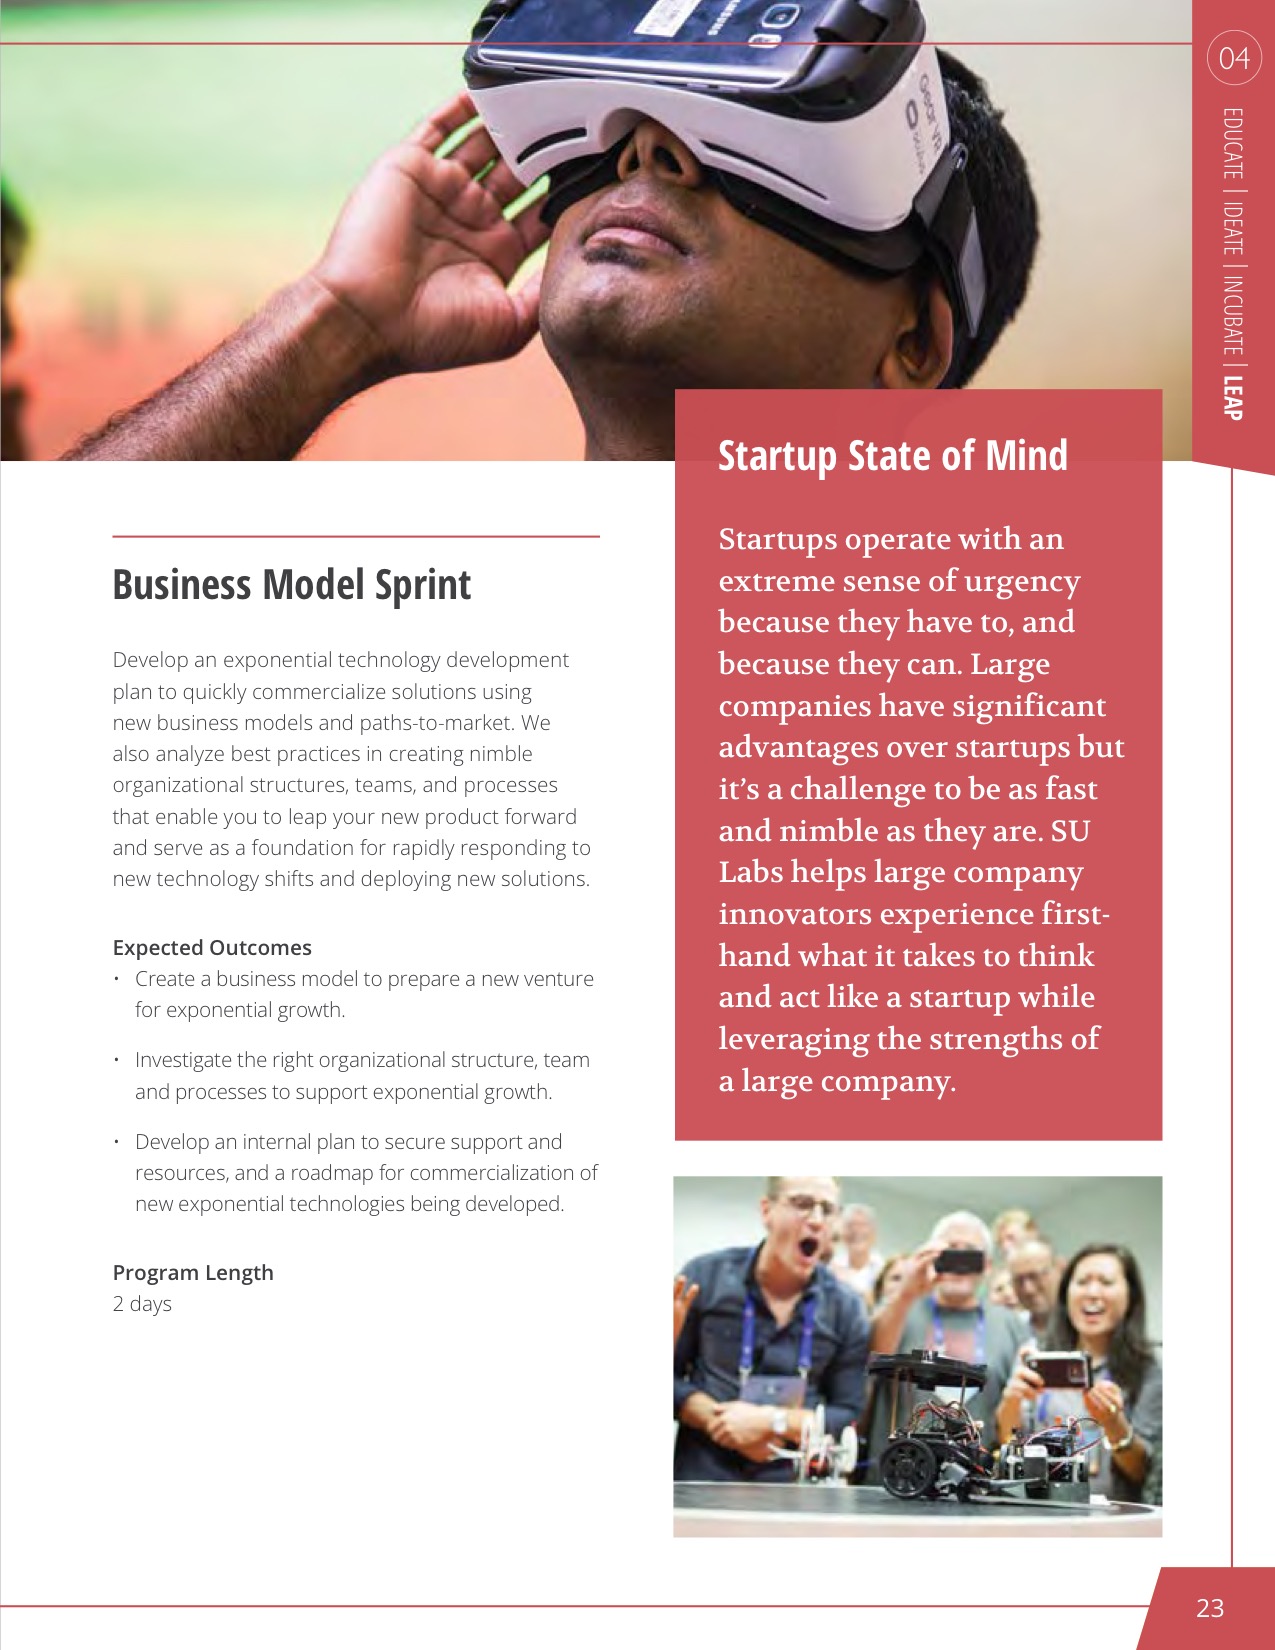 SAMSUNG
Gear VR
oculus
04
EDUCATE | IDEATE | INCUBATE | LEAP
Startup State of Mind
Startups operate with an
extreme sense of urgency
because they have to, and
because they can. Large
companies have significant
advantages over startups but
it’s a challenge to be as fast
and nimble as they are. SU
Labs helps large company
innovators experience first-
hand what it takes to think
and act like a startup while
leveraging the strengths of
a large company.
Business Model Sprint
Develop an exponential technology development
plan to quickly commercialize solutions using
new business models and paths-to-market. We
also analyze best practices in creating nimble
organizational structures, teams, and processes
that enable you to leap your new product forward
and serve as a foundation for rapidly responding to
new technology shifts and deploying new solutions.
Expected Outcomes
• Create a business model to prepare a new venture
for exponential growth.
• Investigate the right organizational structure, team
and processes to support exponential growth.
• Develop an internal plan to secure support and
resources, and a roadmap for commercialization of
new exponential technologies being developed.
Program Length
2 days
23